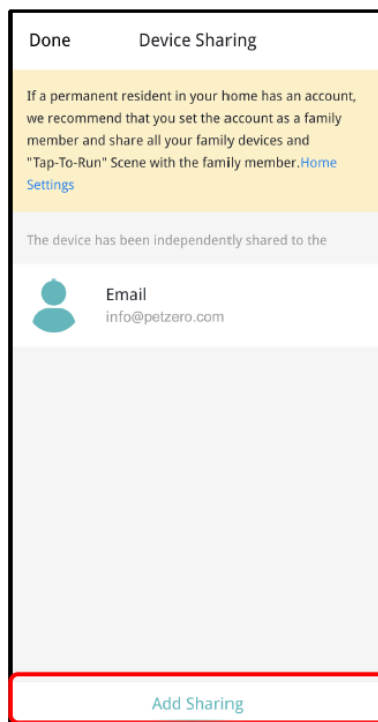 Done Device Sharing
If a permanent resident in your home has an account,
we recommend that you set the account as a family
member and share all your family devices and
"Tap-To-Run" Scene with the family member.Home
Settings
The device has been independently shared to the
Email
info@petzero.com
Add Sharing